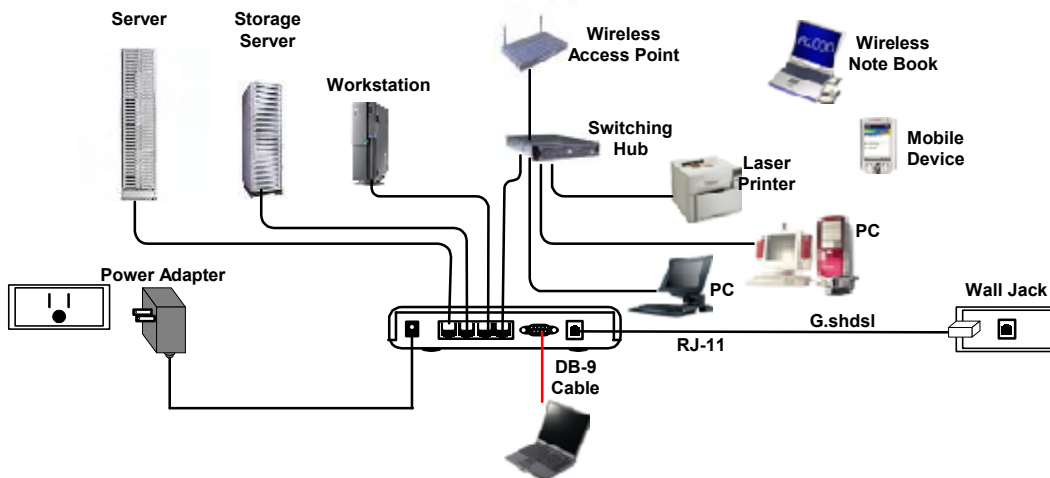 Server
Storage
Server
Workstation
Wireless
Access Point
Wireless
Note Book
Switching
Hub
Mobile
Device
Laser
Printer
PC
Power Adapter
PC
Wall Jack
G.shdsl
RJ-11
DB-9
Cable